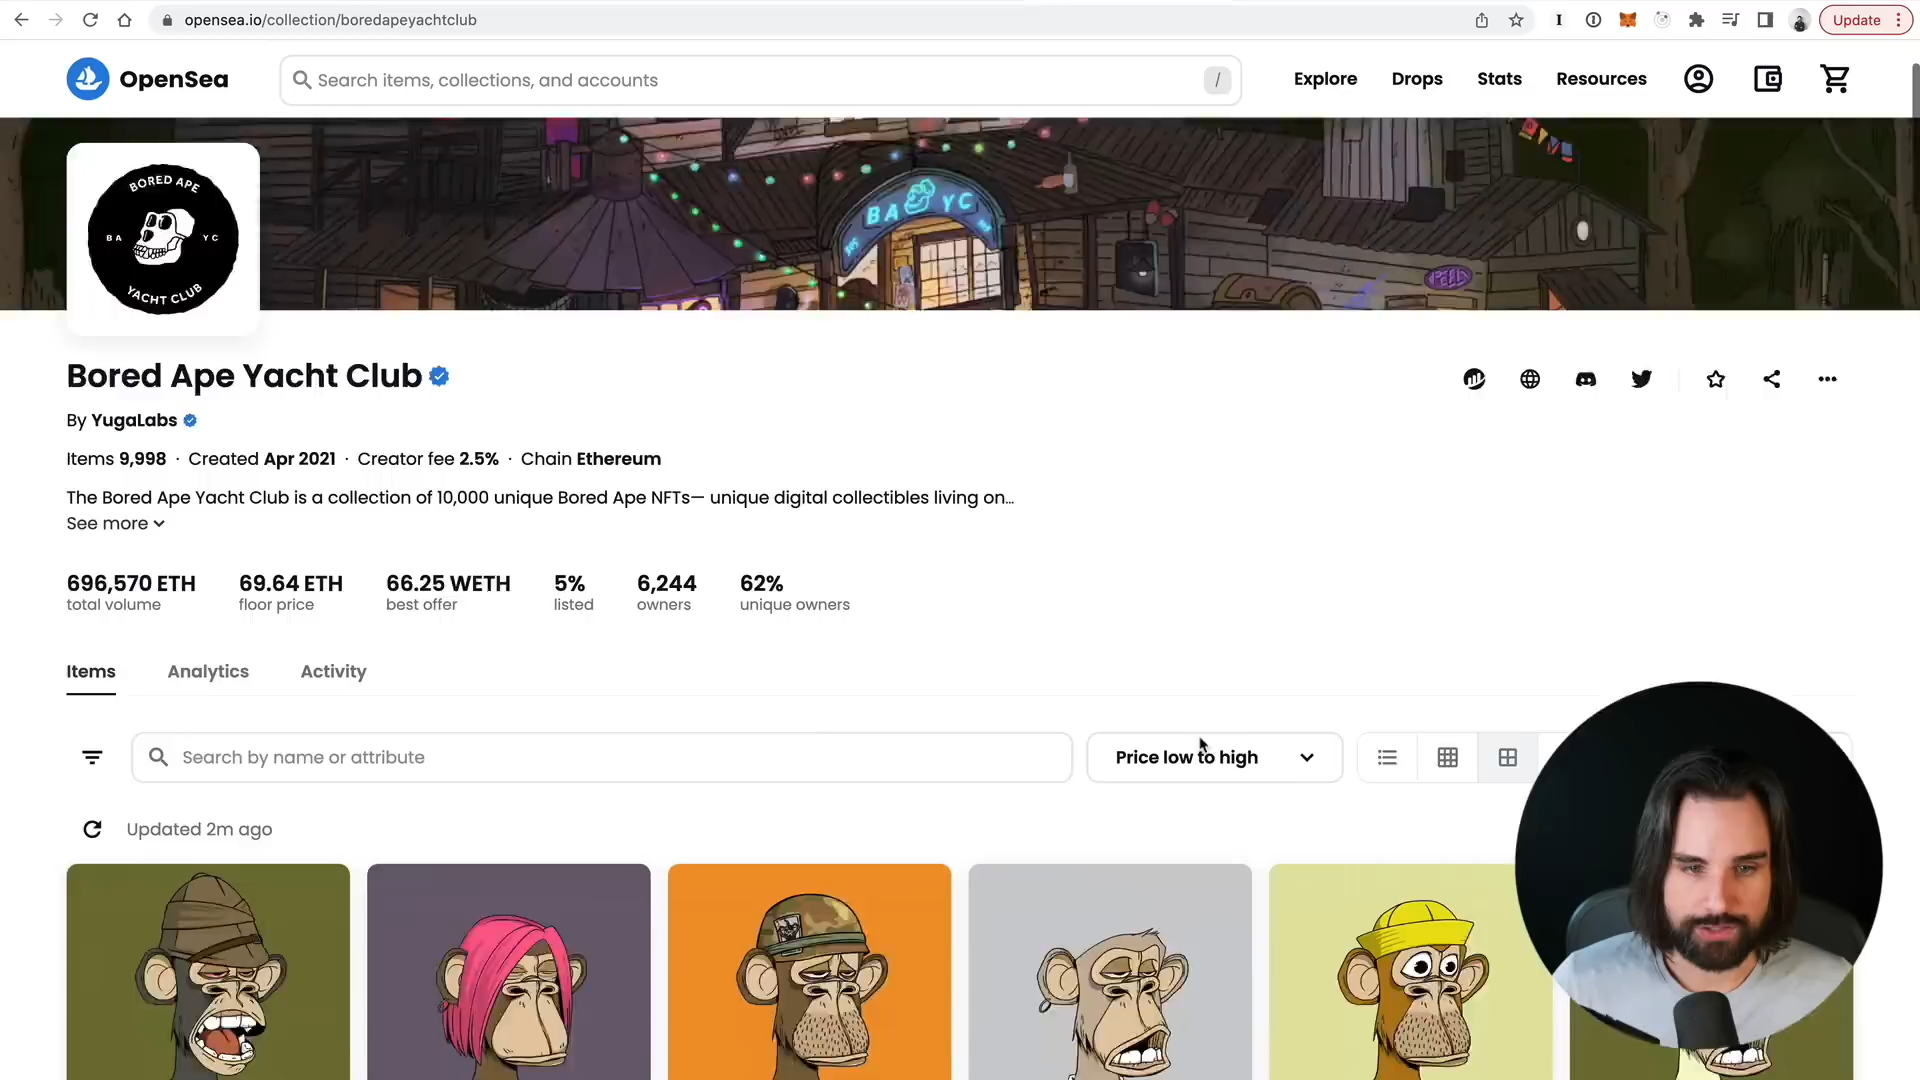 opensea.io/collection/boredapeyachtclub
Update
OpenSea
Search items, collections, and accounts
/
Explore
Drops
Stats
Resources
BORED APE
BA YC
YACHT CLUB
BA YC
Bored Ape Yacht Club
By YugaLabs
Items 9,998 · Created Apr 2021 · Creator fee 2.5% · Chain Ethereum
The Bored Ape Yacht Club is a collection of 10,000 unique Bored Ape NFTs— unique digital collectibles living on…
See more
696,570 ETH
total volume
69.64 ETH
floor price
66.25 WETH
best offer
5%
listed
6,244
owners
62%
unique owners
Items
Analytics
Activity
Search by name or attribute
Price low to high
Updated 2m ago